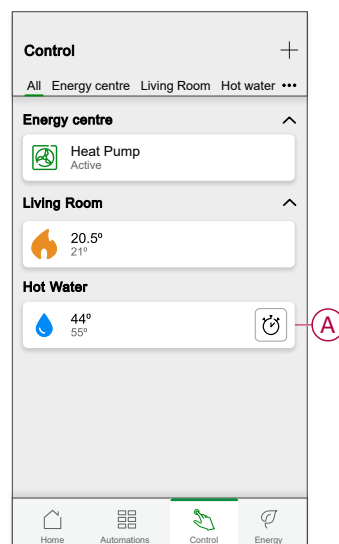 Control
All Energy centre Living Room Hot water •••
Energy centre
Heat Pump
Active
Living Room
20.5º
21º
Hot Water
44º
55º
A
Home Automations Control Energy